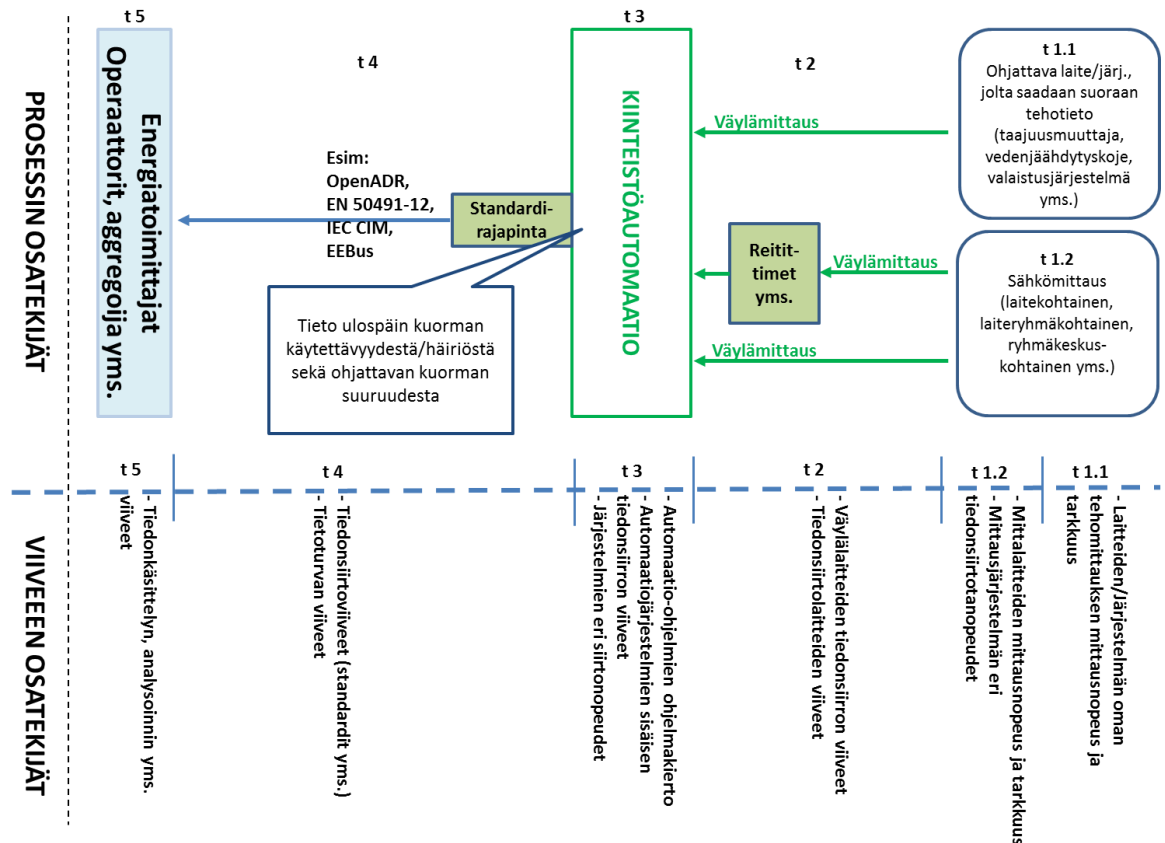 PROSESSIN OSATEKIJÄT
t 5
Energiatoimittajat
Operaattorit, aggregoija yms.
t 4
Esim:
OpenADR,
EN 50491-12,
IEC CIM,
EEBus
Standardi-
rajapinta
Tieto ulospäin kuorman
käytettävyydestä/häiriöstä
sekä ohjattavan kuorman
suuruudesta
t 3
KIINTEISTÖAUTOMAATIO
t 2
Väylämittaus
Reitit-
timet
yms.
Väylämittaus
Väylämittaus
t 1.1
Ohjattava laite/järj.,
jolta saadaan suoraan
tehotieto
(taajuusmuuttaja,
vedenjäähdytyskoje,
valaistusjärjestelmä
yms.)
t 1.2
Sähkömittaus
(laitekohtainen,
laiteryhmäkohtainen,
ryhmäkeskus-
kohtainen yms.)
VIIVEEEN OSATEKIJÄT
t 5
- Tiedonkäsittelyn, analysoinnin yms.
viiveet
t 4
- Tiedonsiirtoviiveet (standardit yms.)
- Tietoturvan viiveet
t 3
- Automaatio-ohjelmien ohjelmakierto
- Automaatiojärjestelmien sisäisen
tiedonsiirron viiveet
- Järjestelmien eri siirtonopeudet
t 2
- Väylälaitteiden tiedonsiirron viiveet
- Tiedonsiirtolaitteiden viiveet
t 1.2
- Mittalaitteiden mittausnopeus ja tarkkuus
- Mittausjärjestelmän eri
tiedonsiirtotanopeudet
t 1.1
- Laitteiden/Järjestelmän oman
tehomittauksen mittausnopeus ja
tarkkuus